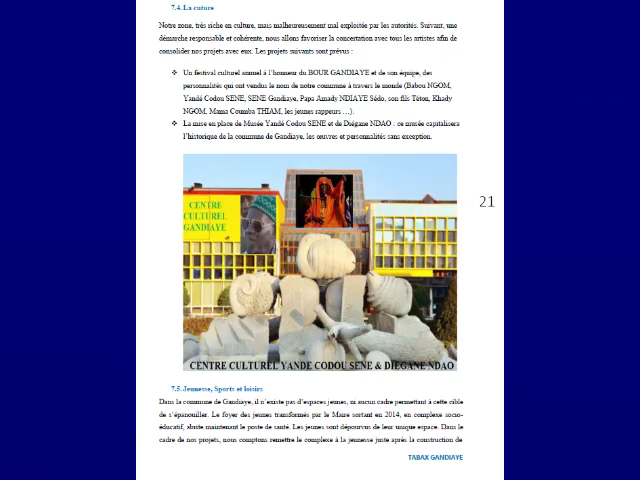 7.4. La cuture
Notre zone, très riche en culture, mais malheureusement mal exploitée par les autorités. Suivant, une
démarche responsable et cohérente, nous allons favoriser la concertation avec tous les artistes afin de
consolider nos projets avec eux. Les projets suivants sont prévus :
❖ Un festival culturel annuel à l’honneur du BOUR GANDIAYE et de son équipe, des
personnalités qui ont vendus le nom de notre commune à travers le monde (Babou NGOM,
Yandé Codou SENE, SENE Gandiaye, Papa Amady NDIAYE Sédo, son fils Téton, Khady
NGOM, Mama Coumba THIAM, les jeunes rappeurs …).
❖ La mise en place de Musée Yandé Codou SENE et de Diégane NDAO : ce musée capitalisera
l’historique de la commune de Gandiaye, les œuvres et personnalités sans exception.
21
CENTRE
CULTUREL
GANDIAYE
CENTRE CULTUREL YANDE CODOU SENE & DIEGANE NDAO
7.5. Jeunesse, Sports et loisirs
Dans la commune de Gandiaye, il n’existe pas d’espaces jeunes, ni aucun cadre permettant à cette cible
de s’épanouiller. Le foyer des jeunes transformés par le Maire sortant en 2014, en complexe socio-
éducatif, abrite maintenant le poste de santé. Les jeunes sont dépourvus de leur unique espace. Dans le
cadre de nos projets, nous comptons remettre le complexe à la jeunesse juste après la construction de
TABAX GANDIAYE